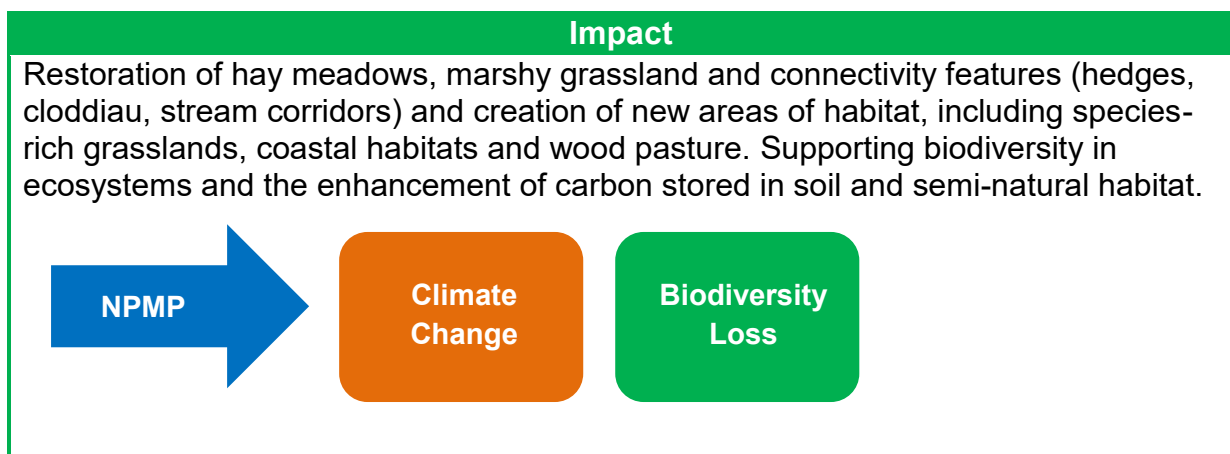 Impact
Restoration of hay meadows, marshy grassland and connectivity features (hedges,
cloddiau, stream corridors) and creation of new areas of habitat, including species-
rich grasslands, coastal habitats and wood pasture. Supporting biodiversity in
ecosystems and the enhancement of carbon stored in soil and semi-natural habitat.
NPMP
Climate
Change
Biodiversity
Loss